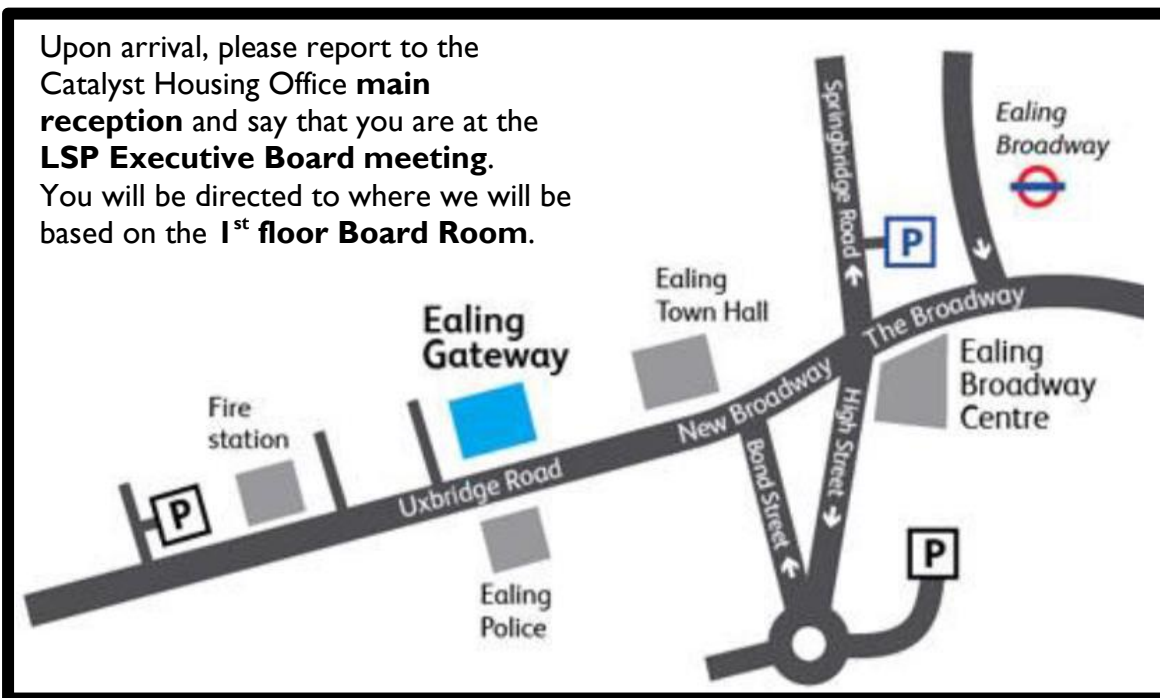 Upon arrival, please report to the
Catalyst Housing Office main
reception and say that you are at the
LSP Executive Board meeting.
You will be directed to where we will be
based on the 1st floor Board Room.
Springbridge Road
Ealing
Broadway
P
The Broadway
Ealing
Town Hall
Ealing
Gateway
Ealing
Broadway
Centre
Fire
station
New Broadway
High Street
Bond Street
Uxbridge Road
P
P
Ealing
Police